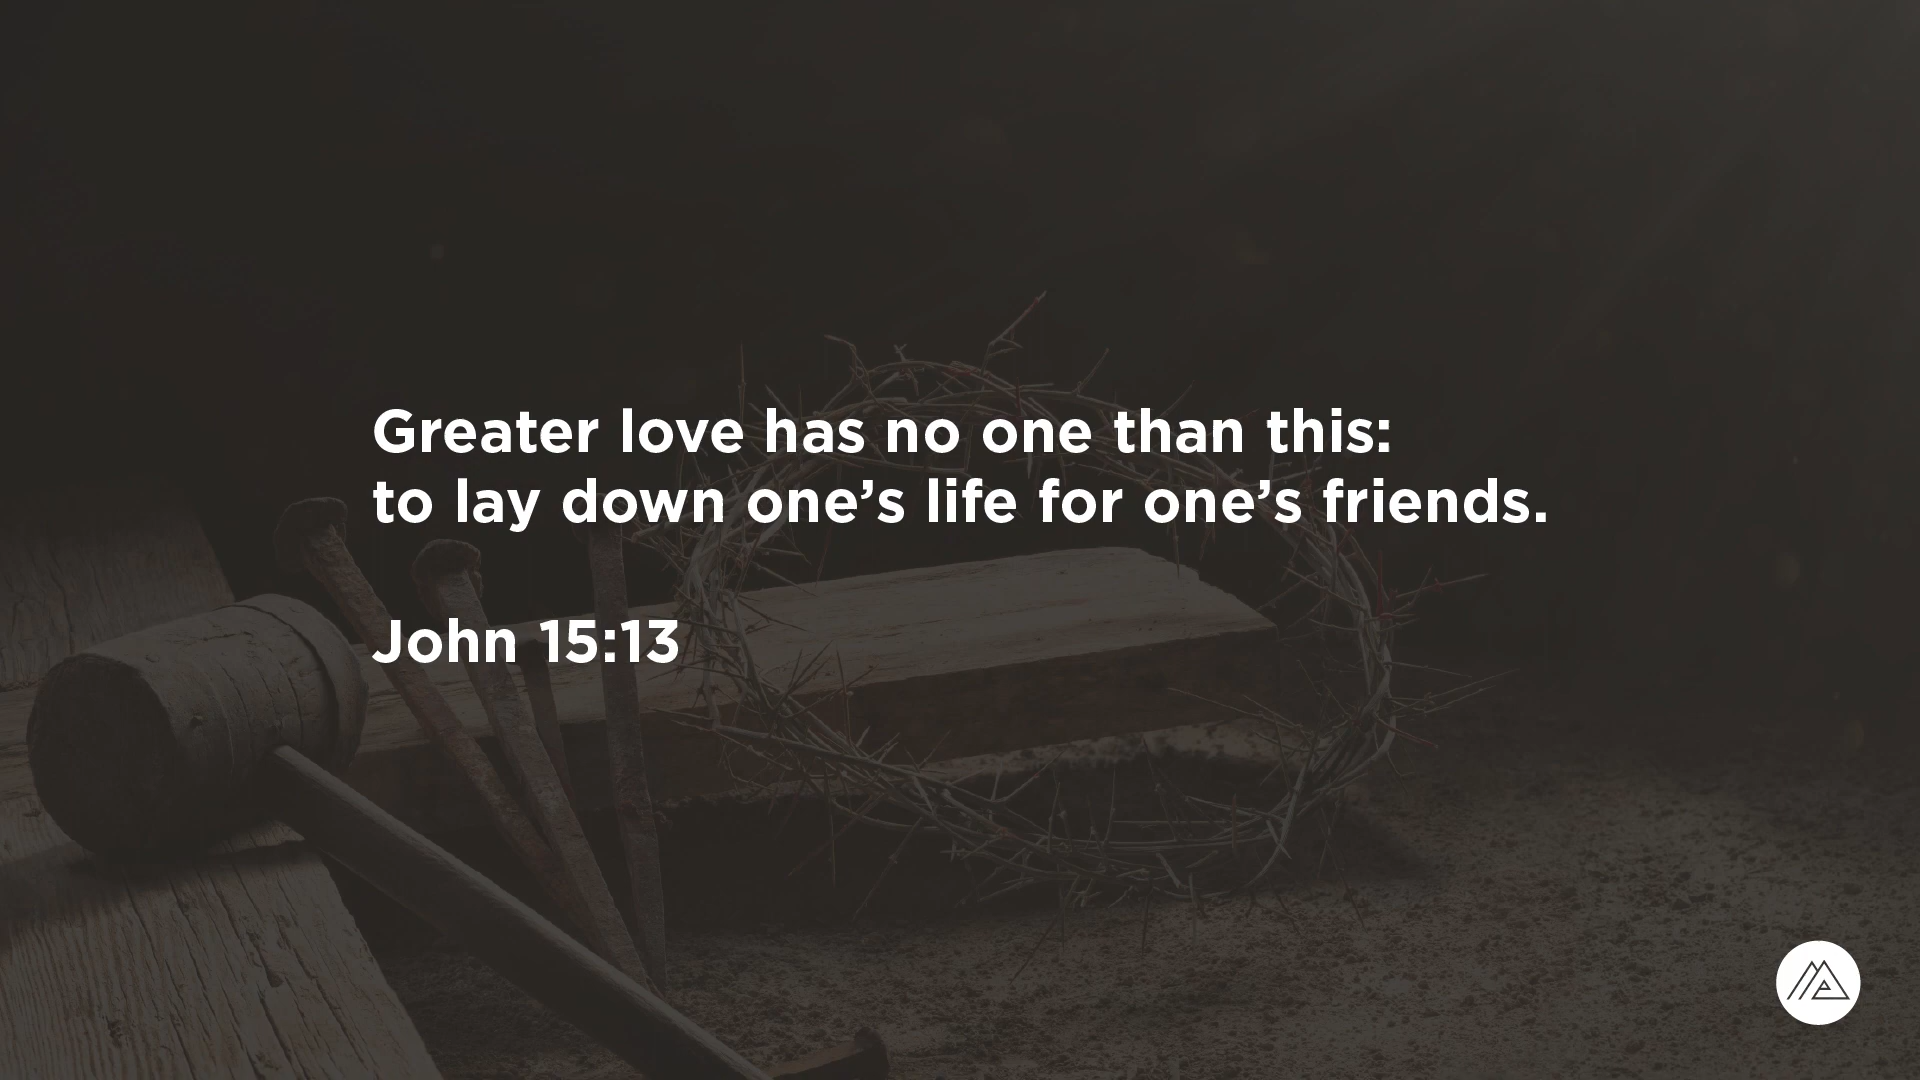 Greater love has no one than this:
to lay down one’s life for one’s friends.
John 15:13